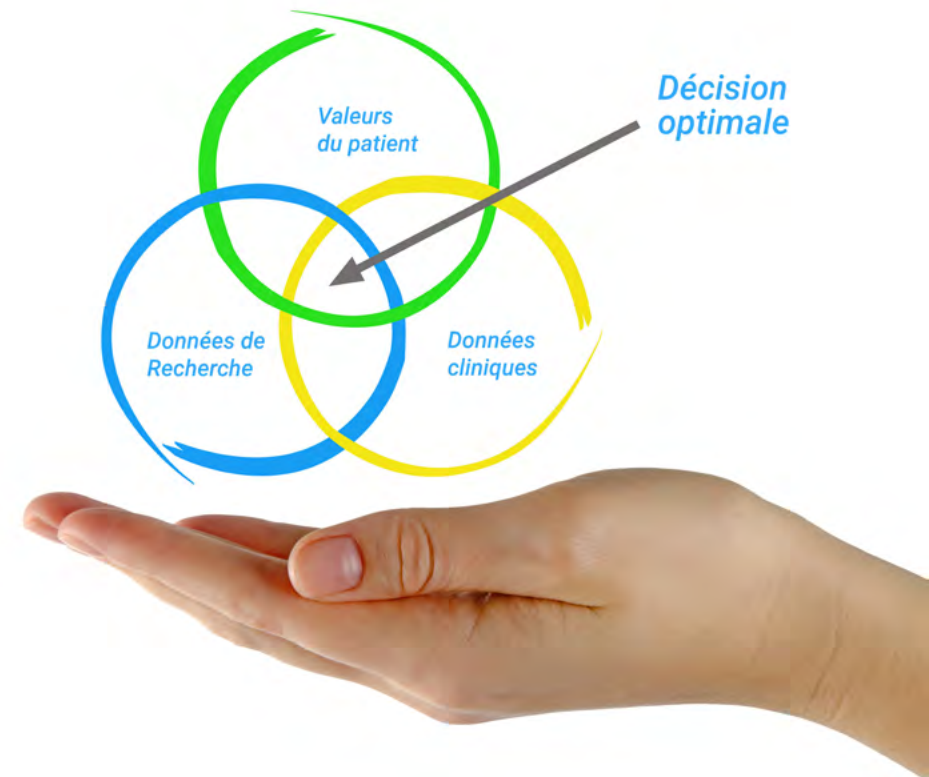 Valeurs
du patient
Décision
optimale
Données de
Recherche
Données
cliniques